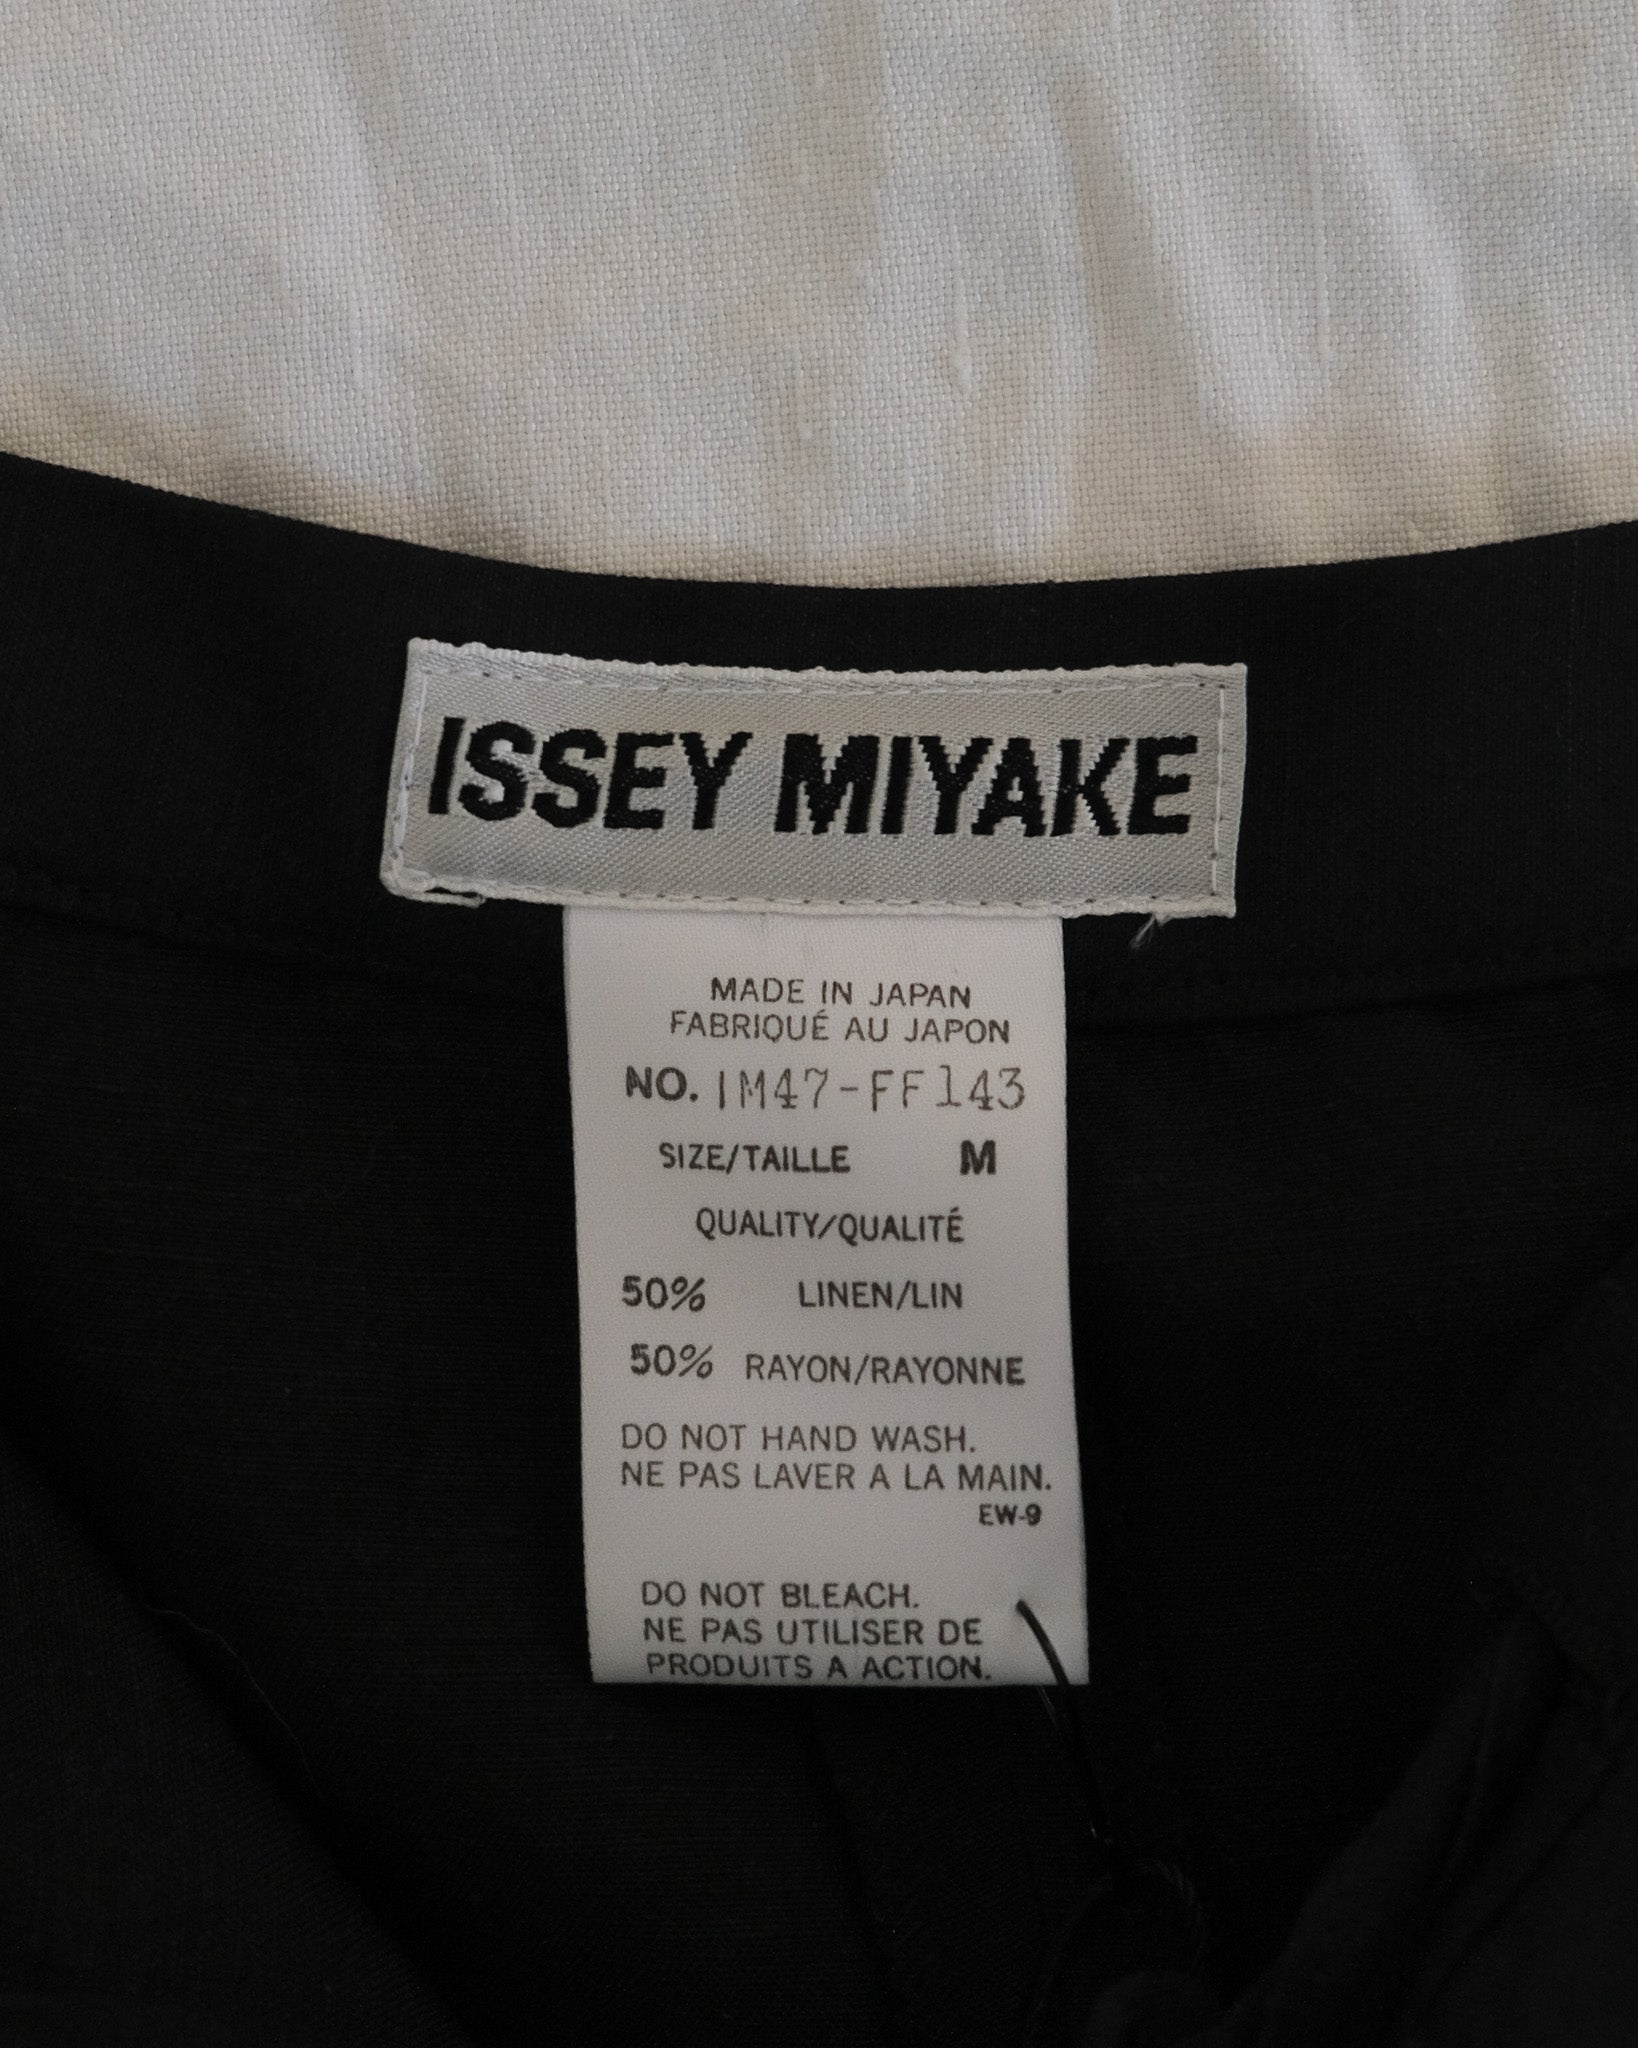 ISSEY MIYAKE
MADE IN JAPAN
FABRIQUÉ AU JAPON
NO. IM47-FF143
SIZE/TAILLE M
QUALITY/QUALITÉ
50% LINEN/LIN
50% RAYON/RAYONNE
DO NOT HAND WASH.
NE PAS LAVER A LA MAIN.
EW-9
DO NOT BLEACH.
NE PAS UTILISER DE
PRODUITS A ACTION.